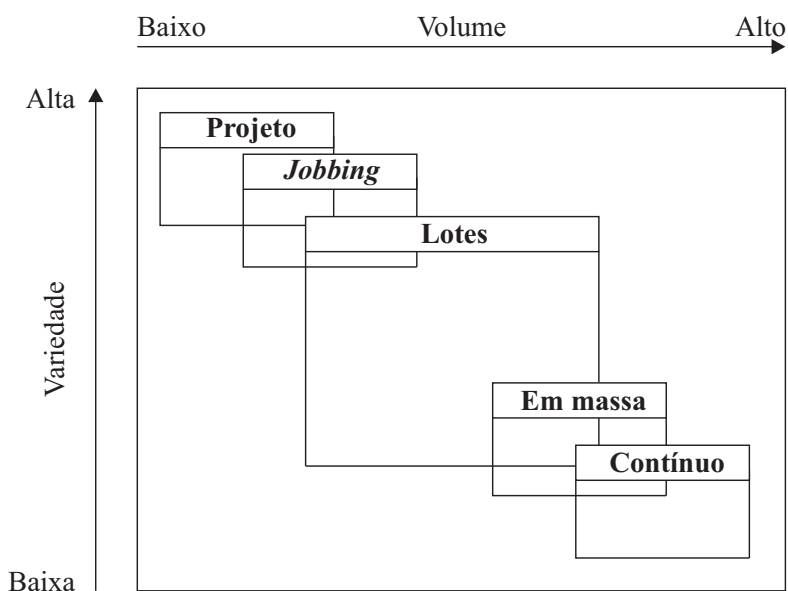 Baixo Volume Alto
Alta
Projeto
Jobbing
Lotes
Variedade
Em massa
Contínuo
Baixa